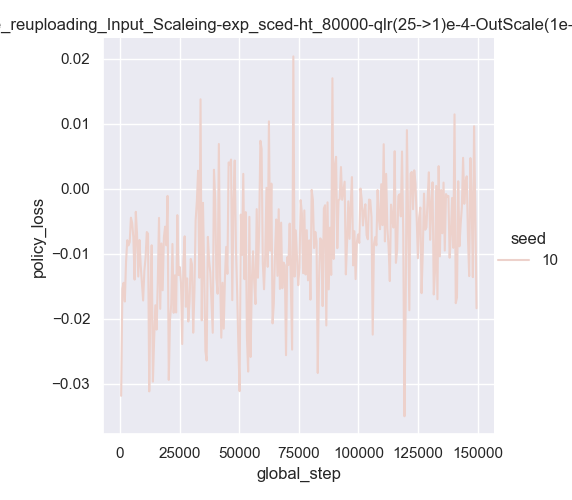 _reuploading_Input_Scaleing-exp_sced-ht_80000-qlr(25->1)e-4-OutScale(1e-
0.02
0.01
0.00
−0.01
−0.02
−0.03
policy_loss
seed
10
0 25000 50000 75000 100000 125000 150000
global_step